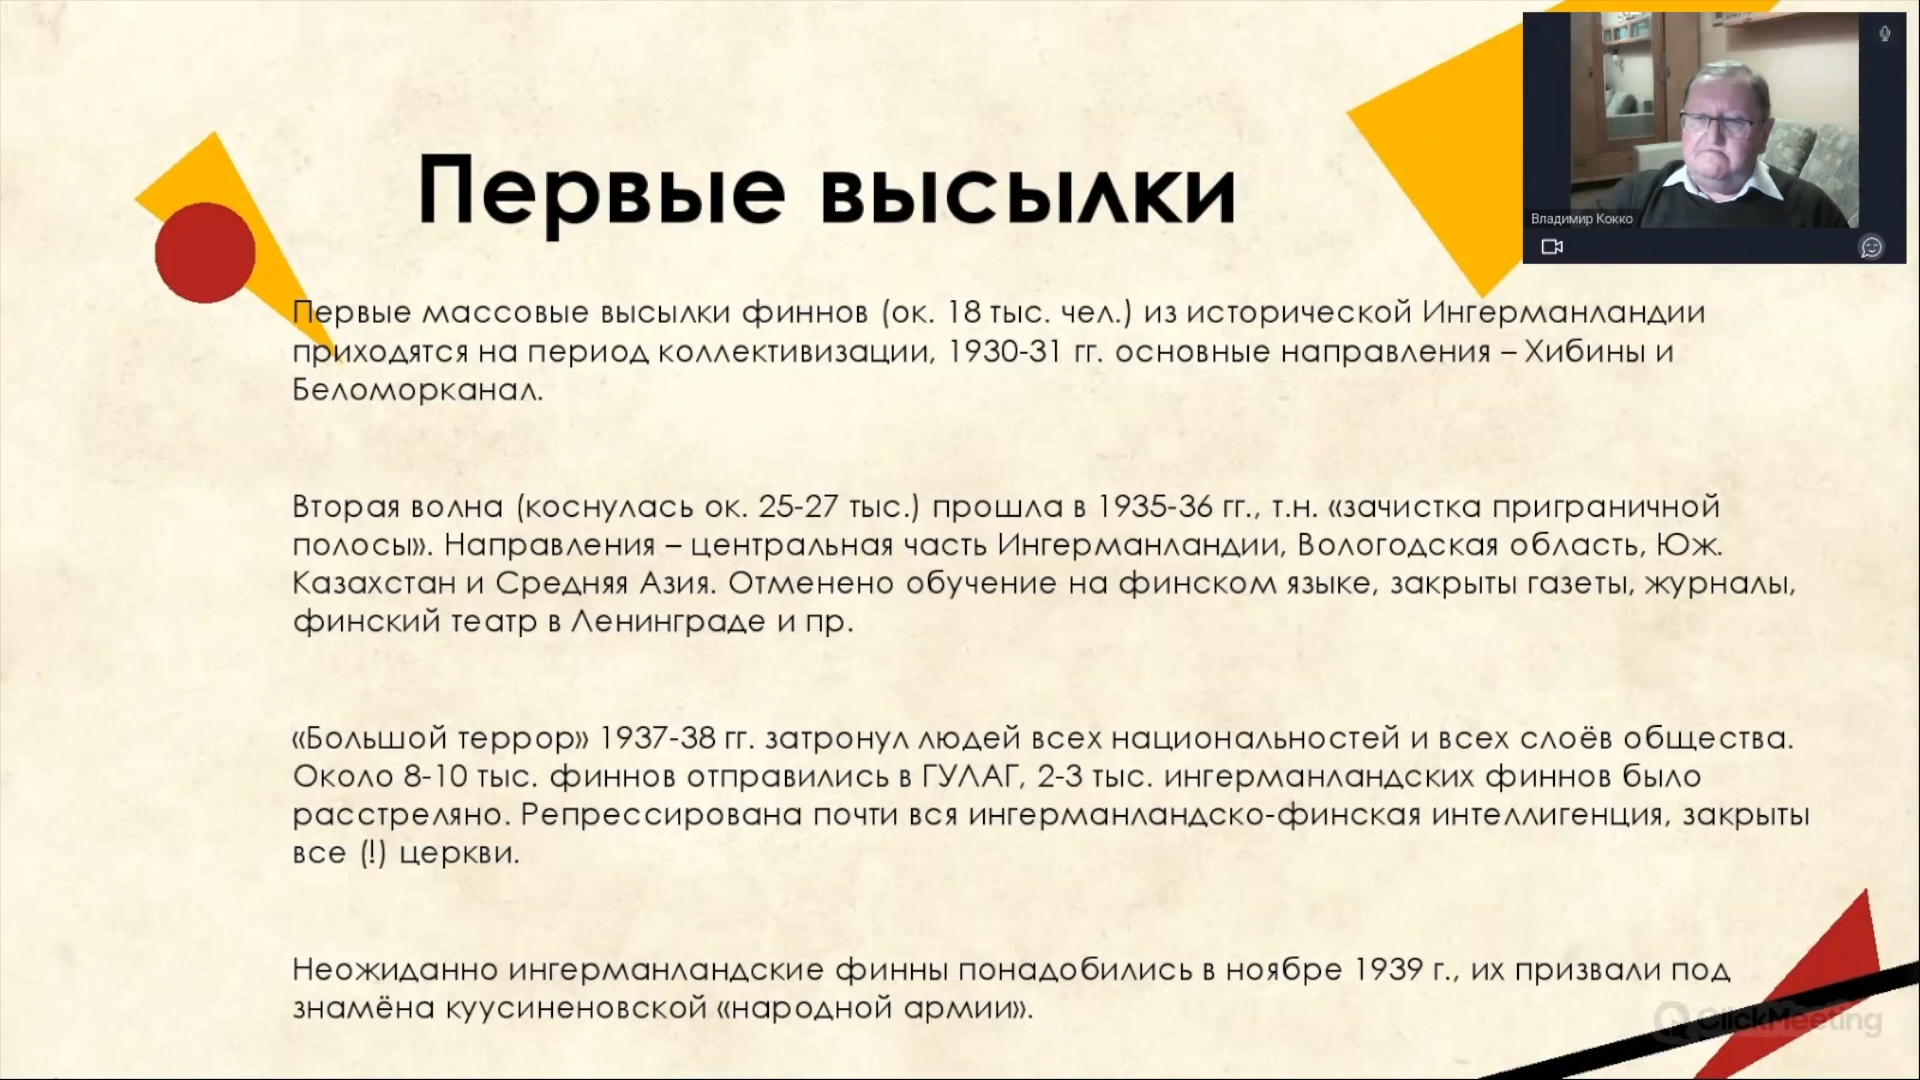 Первые высылки
Владимир Кокко
Первые массовые высылки финнов (ок. 18 тыс. чел.) из исторической Ингерманландии
приходятся на период коллективизации, 1930-31 гг. основные направления – Хибины и
Беломорканал.
Вторая волна (коснулась ок. 25-27 тыс.) прошла в 1935-36 гг., т.н. «зачистка приграничной
полосы». Направления – центральная часть Ингерманландии, Вологодская область, Юж.
Казахстан и Средняя Азия. Отменено обучение на финском языке, закрыты газеты, журналы,
финский театр в Ленинграде и пр.
«Большой террор» 1937-38 гг. затронул людей всех национальностей и всех слоёв общества.
Около 8-10 тыс. финнов отправились в ГУЛАГ, 2-3 тыс. ингерманландских финнов было
расстреляно. Репрессирована почти вся ингерманландско-финская интеллигенция, закрыты
все (!) церкви.
Неожиданно ингерманландские финны понадобились в ноябре 1939 г., их призвали под
знамёна куусиненовской «народной армии».
ClickMeeting